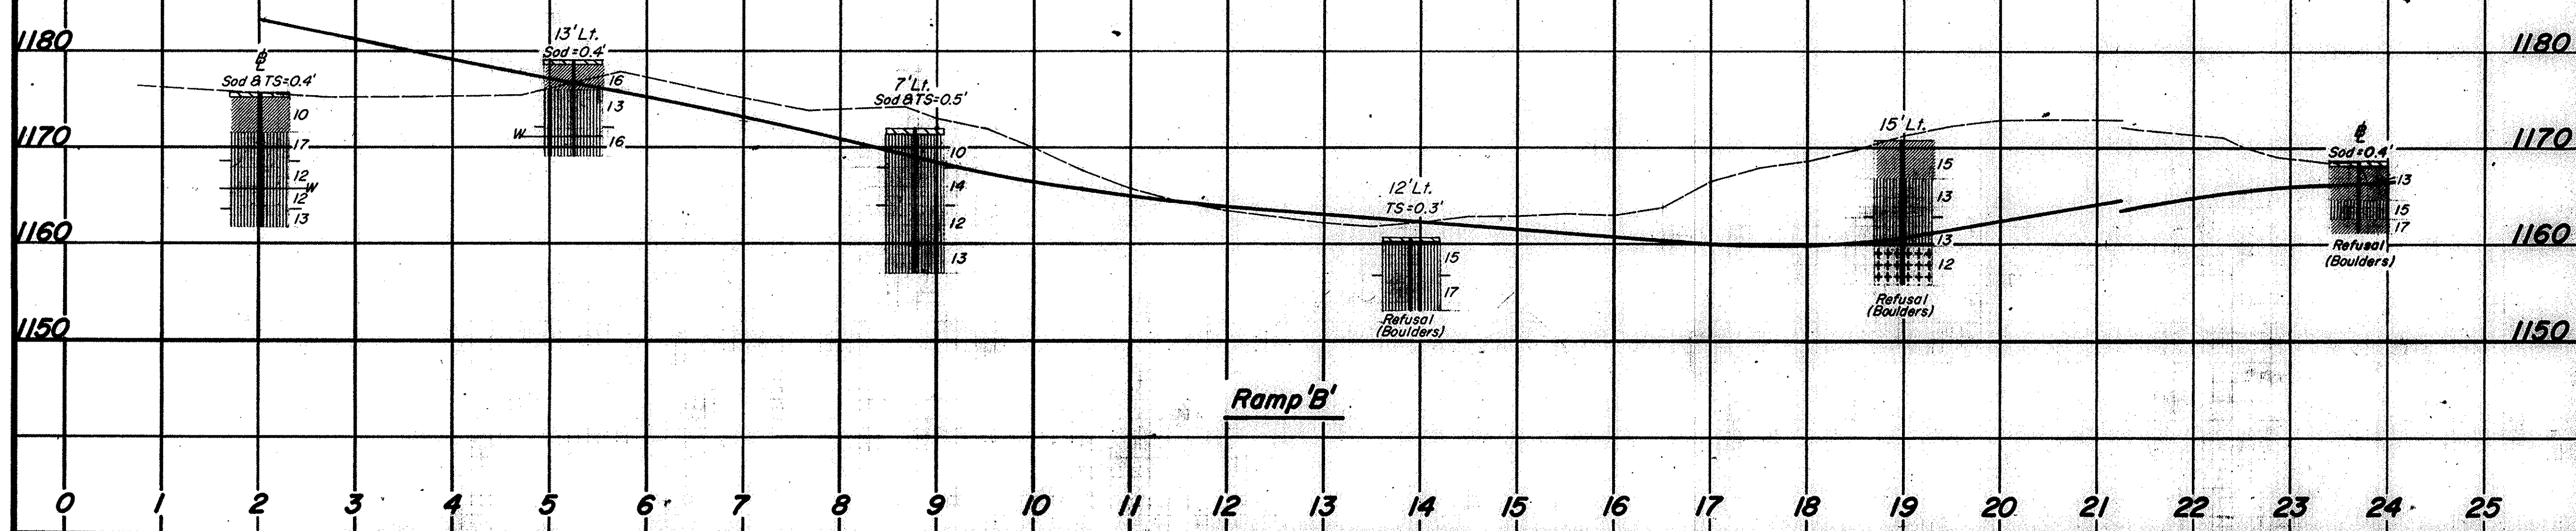 1180
1180
1170
1170
1160
1160
1150
1150
Sod & TS=0.4'
10
17
12
W
12
13
13' Lt.
Sod=0.4'
16
13
W
16
7' Lt.
Sod & TS=0.5'
10
14
12
13
12' Lt.
TS=0.3'
15
17
Refusal
(Boulders)
15' Lt.
15
13
13
12
Refusal
(Boulders)
Sod=0.4'
13
15
17
Refusal
(Boulders)
Ramp 'B'
0 1 2 3 4 5 6 7 8 9 10 11 12 13 14 15 16 17 18 19 20 21 22 23 24 25